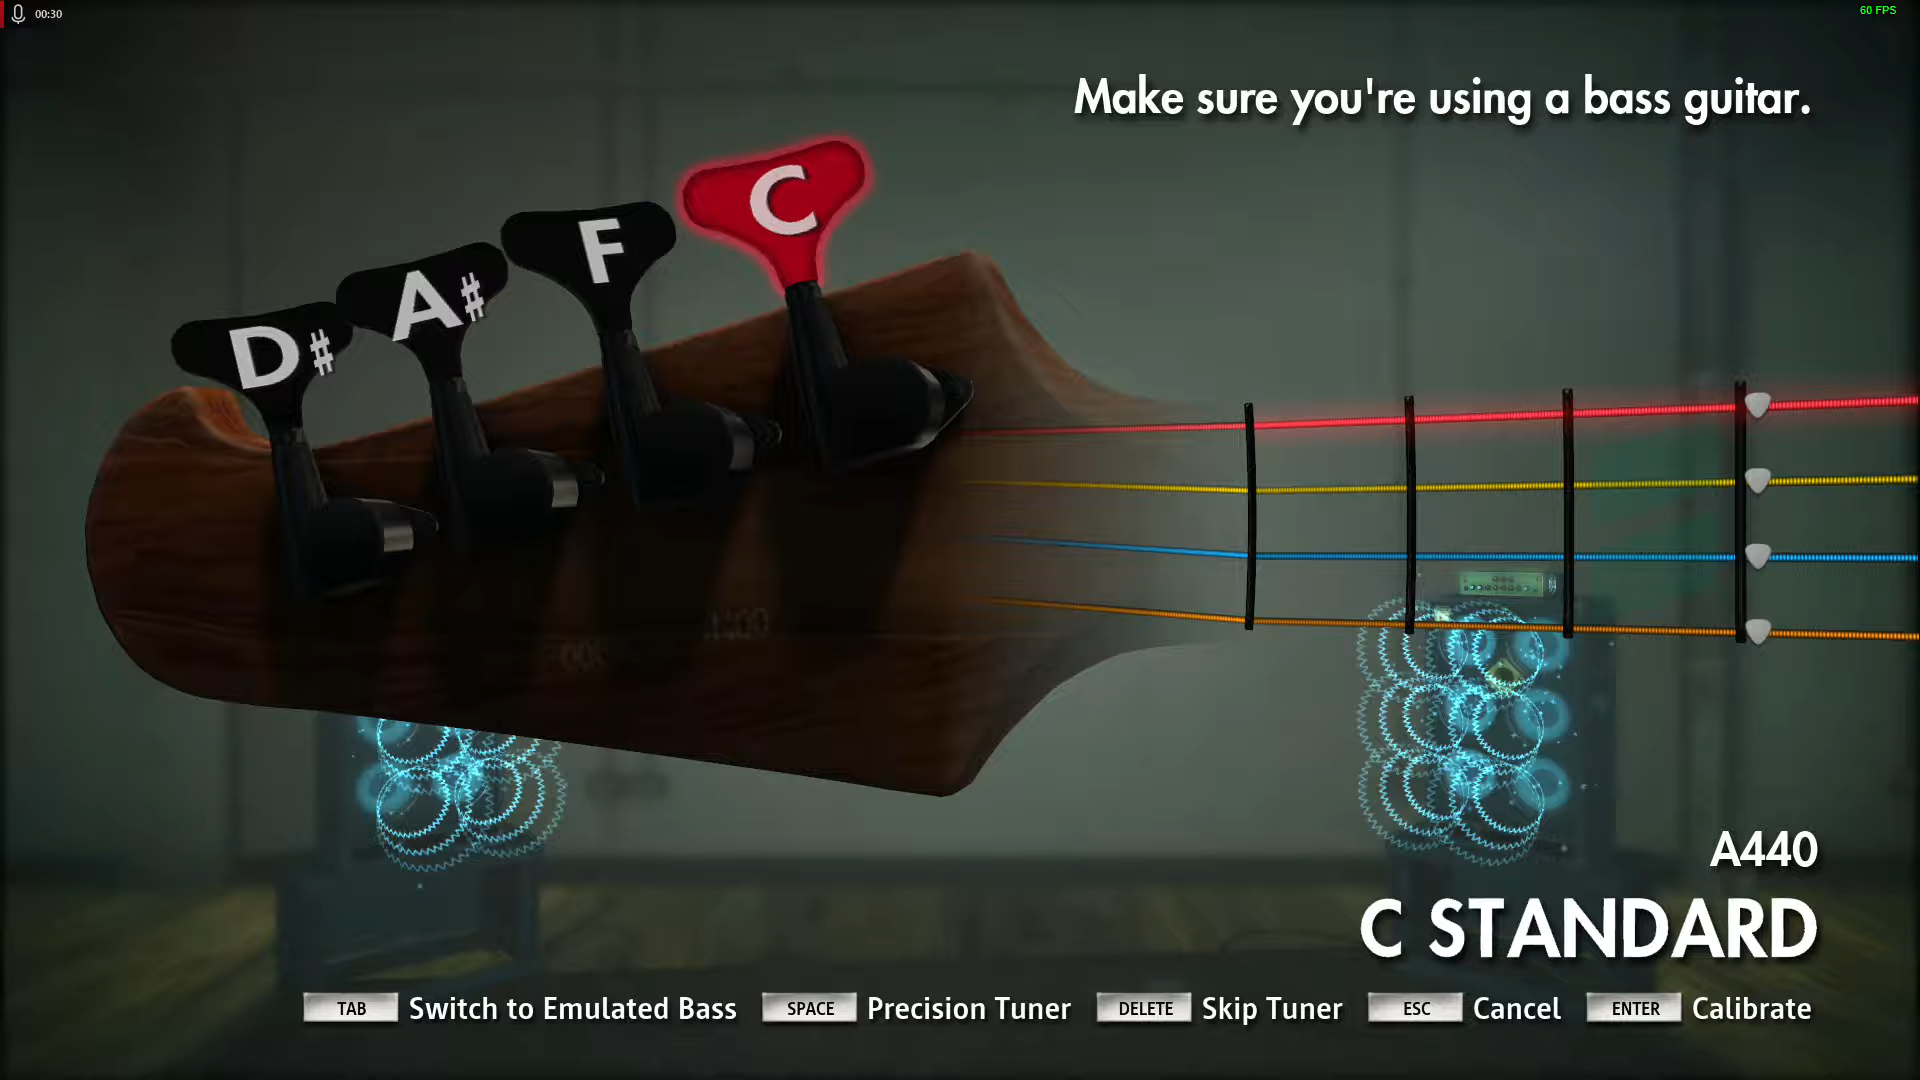 00:30
60 FPS
Make sure you're using a bass guitar.
C
F
A#
D#
A440
C STANDARD
TAB Switch to Emulated Bass SPACE Precision Tuner DELETE Skip Tuner ESC Cancel ENTER Calibrate